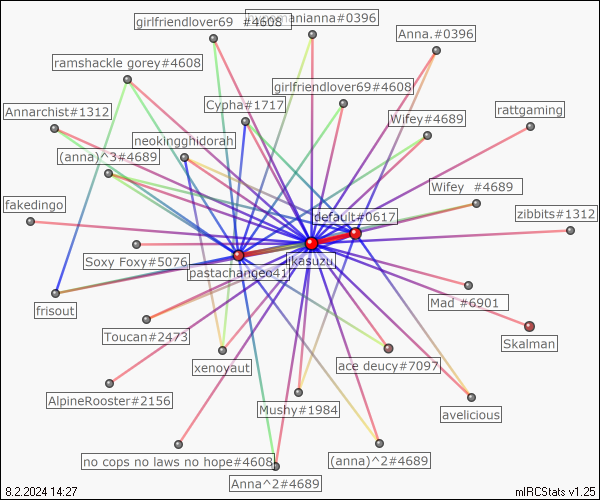 girlfriendlover69 #4608
#0396
Anna.#0396
ramshackle gorey#4608
girlfriendlover69#4608
Annarchist#1312
Cypha#1717
rattgaming
Wifey#4689
neokingghidorah
(anna)^3#4689
Wifey #4689
fakedingo
default#0617
zibbits#1312
Soxy Foxy#5076
jkasuzu
pastachangeo41
frisout
Mad #6901
Toucan#2473
Skalman
xenoyaut
ace deucy#7097
AlpineRooster#2156
Mushy#1984
avelicious
no cops no laws no hope#4608
(anna)^2#4689
Anna^2#4689
8.2.2024 14:27
mIRCStats v1.25